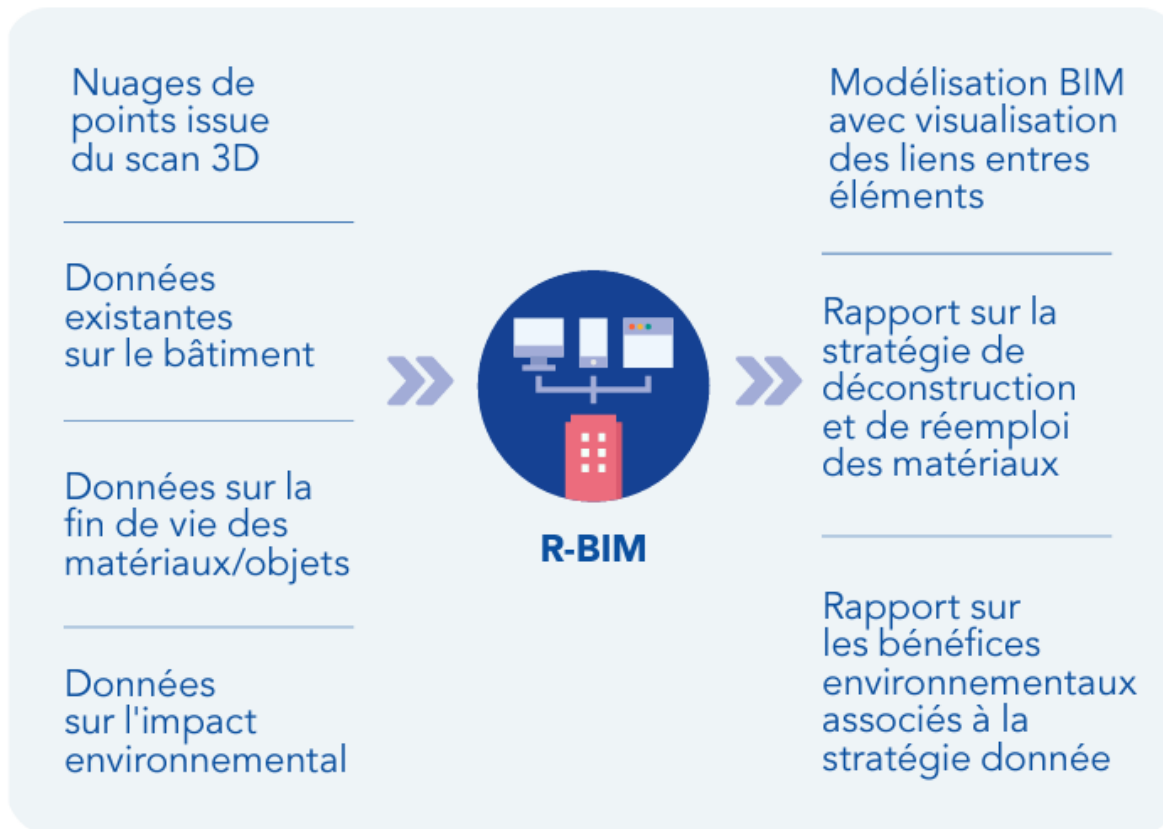 Nuages de
points issue
du scan 3D
Données
existantes
sur le bâtiment
Données sur la
fin de vie des
matériaux/objets
Données
sur l'impact
environnemental
R-BIM
Modélisation BIM
avec visualisation
des liens entres
éléments
Rapport sur la
stratégie de
déconstruction
et de réemploi
des matériaux
Rapport sur
les bénéfices
environnementaux
associés à la
stratégie donnée